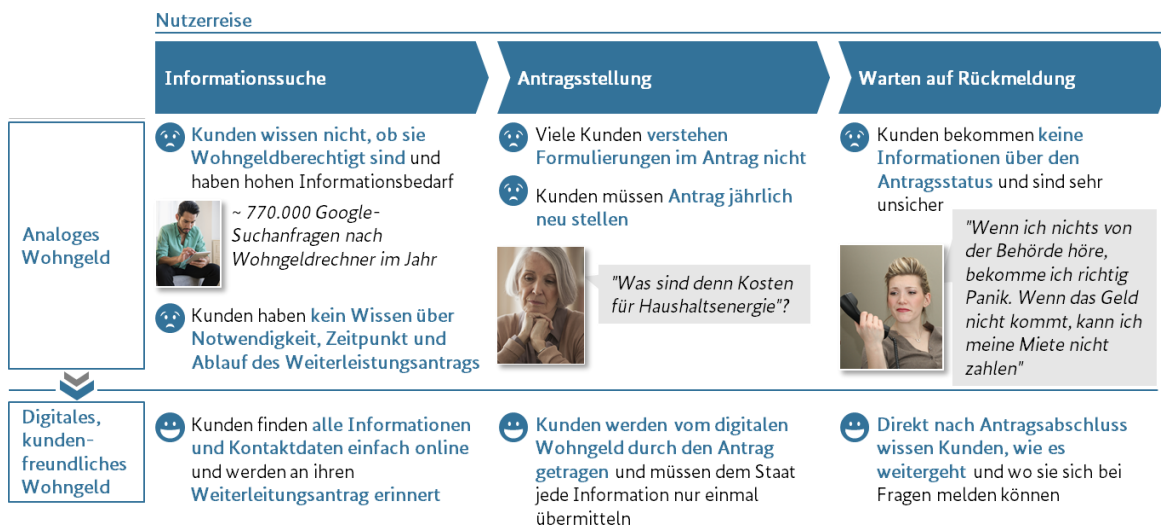 Nutzerreise
Informationssuche
Antragsstellung
Warten auf Rückmeldung
Analoges
Wohngeld
Kunden wissen nicht, ob sie
Wohngeldberechtigt sind und
haben hohen Informationsbedarf
~ 770.000 Google-
Suchanfragen nach
Wohngeldrechner im Jahr
Kunden haben kein Wissen über
Notwendigkeit, Zeitpunkt und
Ablauf des Weiterleistungsantrags
Viele Kunden verstehen
Formulierungen im Antrag nicht
Kunden müssen Antrag jährlich
neu stellen
"Was sind denn Kosten
für Haushaltsenergie"?
Kunden bekommen keine
Informationen über den
Antragsstatus und sind sehr
unsicher
"Wenn ich nichts von
der Behörde höre,
bekomme ich richtig
Panik. Wenn das Geld
nicht kommt, kann ich
meine Miete nicht
zahlen"
Digitales,
kunden-
freundliches
Wohngeld
Kunden finden alle Informationen
und Kontaktdaten einfach online
und werden an ihren
Weiterleitungsantrag erinnert
Kunden werden vom digitalen
Wohngeld durch den Antrag
getragen und müssen dem Staat
jede Information nur einmal
übermitteln
Direkt nach Antragsabschluss
wissen Kunden, wie es
weitergeht und wo sie sich bei
Fragen melden können